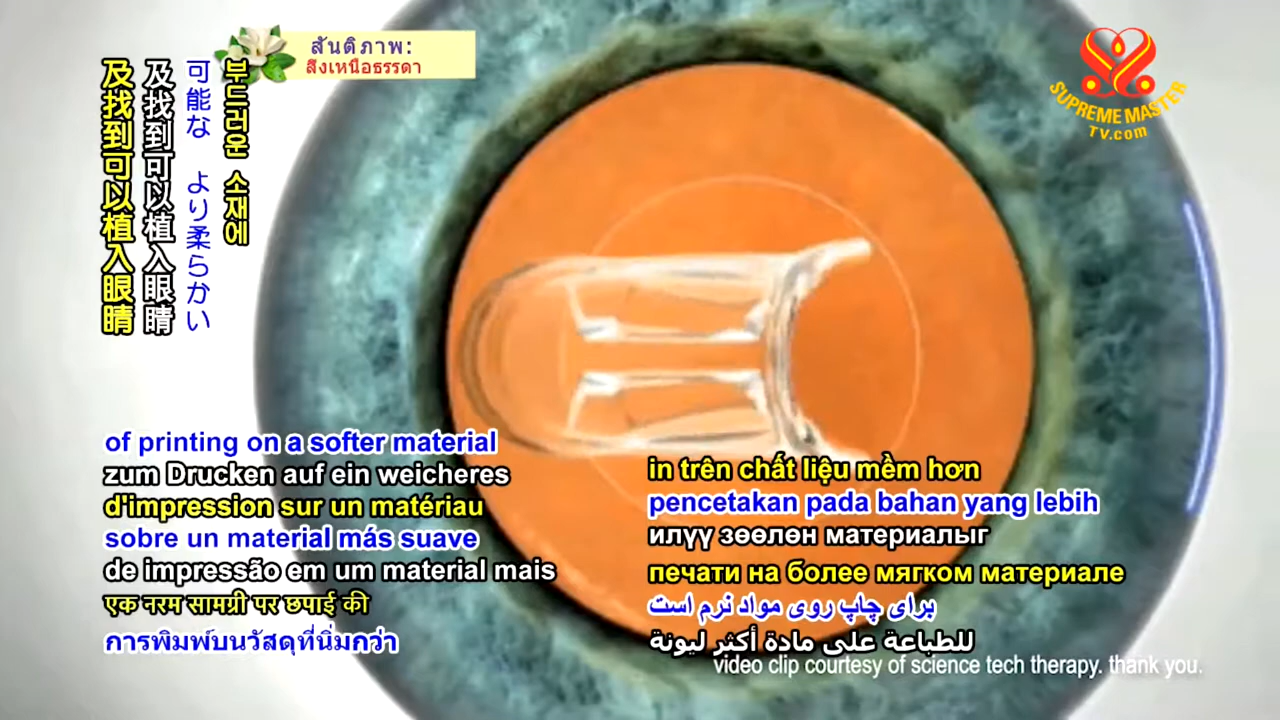 สันติภาพ:
สิ่งเหนือธรรดา
SUPREME MASTER
TV.com
부드러운 소재에
可能な より柔らかい
及找到可以植入眼睛
及找到可以植入眼睛
of printing on a softer material
zum Drucken auf ein weicheres
d'impression sur un matériau
sobre un material más suave
de impressão em um material mais
एक नरम सामग्री पर छपाई की
การพิมพ์บนวัสดุที่นิ่มกว่า
in trên chất liệu mềm hơn
pencetakan pada bahan yang lebih
илүү зөөлөн материалыг
печати на более мягком материале
برای چاپ روی مواد نرم است
للطباعة على مادة أكثر ليونة
video clip courtesy of science tech therapy. thank you.